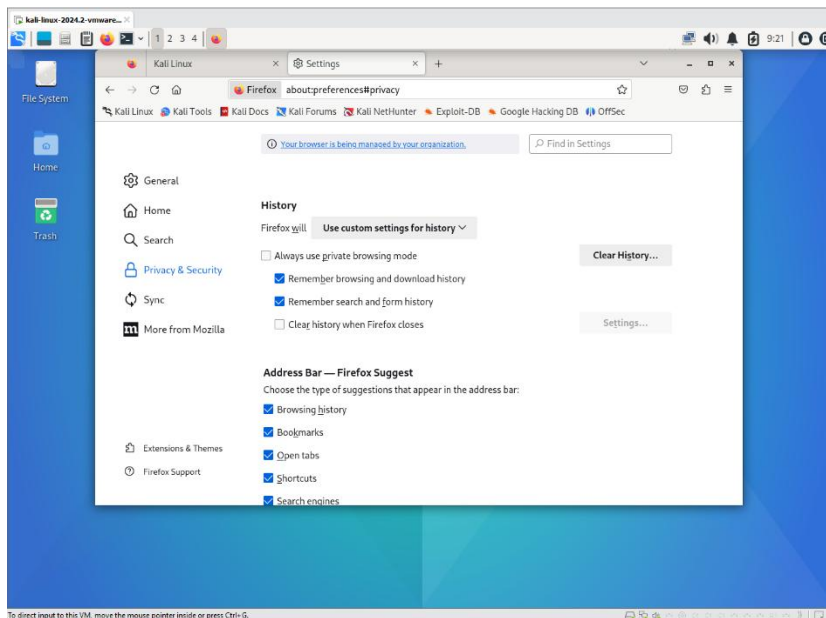 kali-linux-2024.2-vmware...
1 2 3 4
9:21
Kali Linux
Settings
Firefox about:preferences#privacy
Kali Linux Kali Tools Kali Docs Kali Forums Kali NetHunter Exploit-DB Google Hacking DB OffSec
File System
Home
Trash
Your browser is being managed by your organization.
Find in Settings
General
Home
Search
Privacy & Security
Sync
More from Mozilla
Extensions & Themes
Firefox Support
History
Firefox will Use custom settings for history
Always use private browsing mode
Clear History...
Remember browsing and download history
Remember search and form history
Clear history when Firefox closes
Settings...
Address Bar — Firefox Suggest
Choose the type of suggestions that appear in the address bar:
Browsing history
Bookmarks
Open tabs
Shortcuts
Search engines
To direct input to this VM, move the mouse pointer inside or press Ctrl+G.